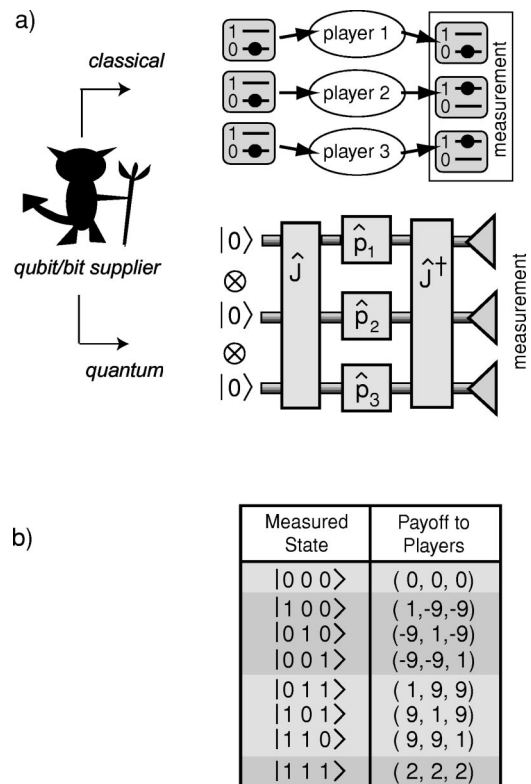 a)
classical
qubit/bit supplier
quantum
1
0
player 1
1
0
1
0
player 2
1
0
1
0
player 3
1
0
measurement
|0⟩
⊗
|0⟩
⊗
|0⟩
Ĵ
p̂₁
p̂₂
p̂₃
Ĵ†
measurement
b)
Measured State
Payoff to Players
|0 0 0⟩ ( 0, 0, 0)
|1 0 0⟩ ( 1,-9,-9)
|0 1 0⟩ (-9, 1,-9)
|0 0 1⟩ (-9,-9, 1)
|0 1 1⟩ ( 1, 9, 9)
|1 0 1⟩ ( 9, 1, 9)
|1 1 0⟩ ( 9, 9, 1)
|1 1 1⟩ ( 2, 2, 2)